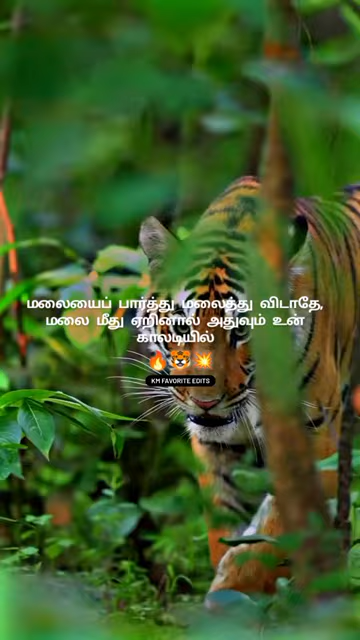 மலையைப் பார்த்து மலைத்து விடாதே,
மலை மீது ஏறினால் அதுவும் உன்
காலடியில்
🔥🐯💥
KM FAVORITE EDITS